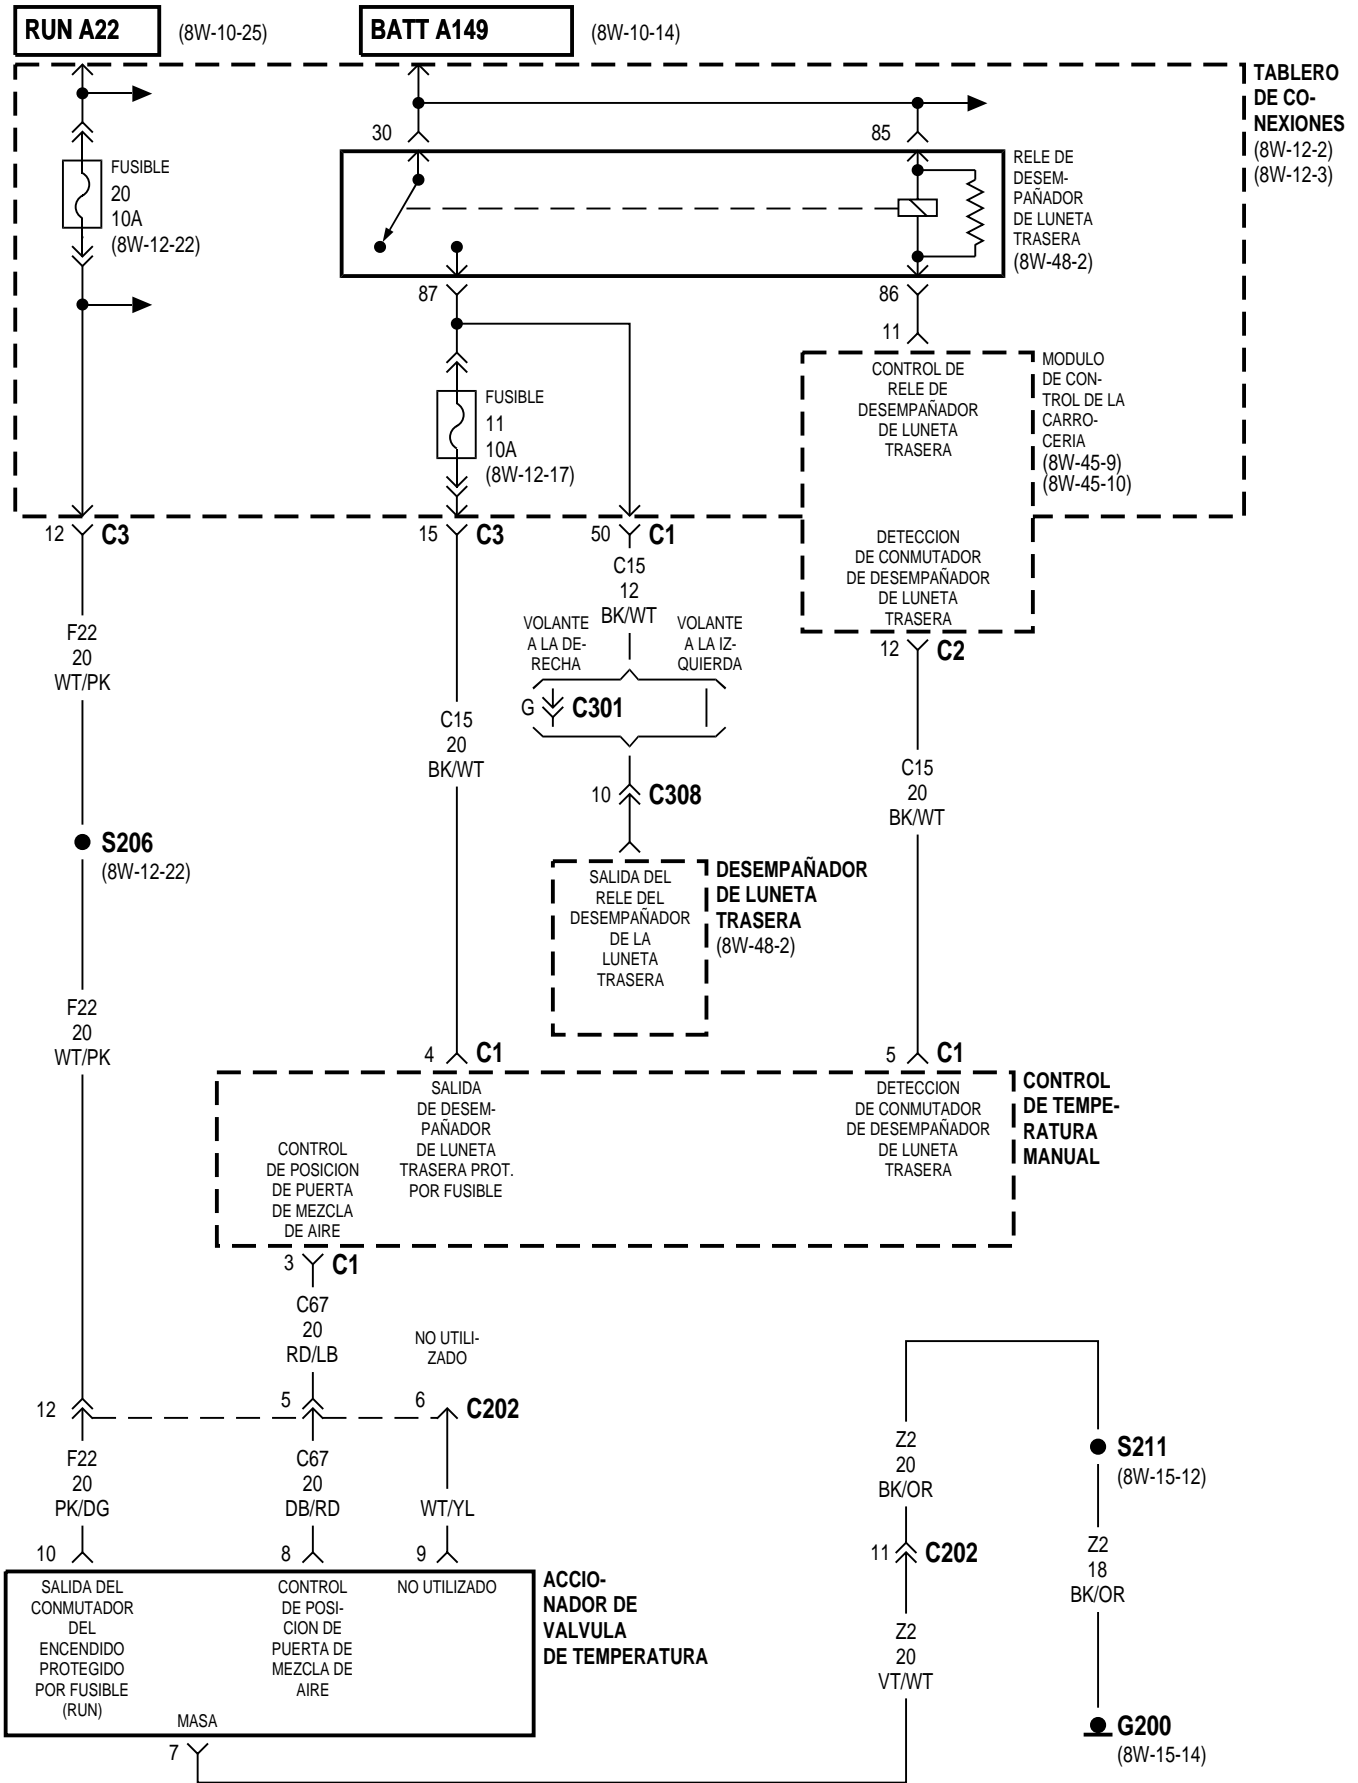 RUN A22
(8W-10-25)
BATT A149
(8W-10-14)
TABLERO
DE CO-
NEXIONES
(8W-12-2)
(8W-12-3)
30
85
FUSIBLE
20
10A
(8W-12-22)
RELE DE
DESEM-
PAÑADOR
DE LUNETA
TRASERA
(8W-48-2)
87
86
11
FUSIBLE
11
10A
(8W-12-17)
CONTROL DE
RELE DE
DESEMPAÑADOR
DE LUNETA
TRASERA
MODULO
DE CON-
TROL DE LA
CARRO-
CERIA
(8W-45-9)
(8W-45-10)
12 C3
15 C3
50 C1
DETECCION
DE CONMUTADOR
DE DESEMPAÑADOR
DE LUNETA
TRASERA
12 C2
F22
20
WT/PK
C15
20
BK/WT
C15
12
BK/WT
VOLANTE
A LA DE-
RECHA
VOLANTE
A LA IZ-
QUIERDA
G C301
10 C308
C15
20
BK/WT
S206
(8W-12-22)
SALIDA DEL
RELE DEL
DESEMPAÑADOR
DE LA
LUNETA
TRASERA
DESEMPAÑADOR
DE LUNETA
TRASERA
(8W-48-2)
F22
20
WT/PK
4 C1
5 C1
SALIDA
DE DESEM-
PAÑADOR
DE LUNETA
TRASERA PROT.
POR FUSIBLE
DETECCION
DE CONMUTADOR
DE DESEMPAÑADOR
DE LUNETA
TRASERA
CONTROL
DE TEMPE-
RATURA
MANUAL
CONTROL
DE POSICION
DE PUERTA
DE MEZCLA
DE AIRE
3 C1
C67
20
RD/LB
NO UTILI-
ZADO
12
5
6
C202
F22
20
PK/DG
C67
20
DB/RD
WT/YL
Z2
20
BK/OR
S211
(8W-15-12)
10
8
9
11 C202
Z2
18
BK/OR
SALIDA DEL
CONMUTADOR
DEL
ENCENDIDO
PROTEGIDO
POR FUSIBLE
(RUN)
CONTROL
DE POSI-
CION DE
PUERTA DE
MEZCLA DE
AIRE
NO UTILIZADO
ACCIO-
NADOR DE
VALVULA
DE TEMPERATURA
Z2
20
VT/WT
MASA
7
G200
(8W-15-14)